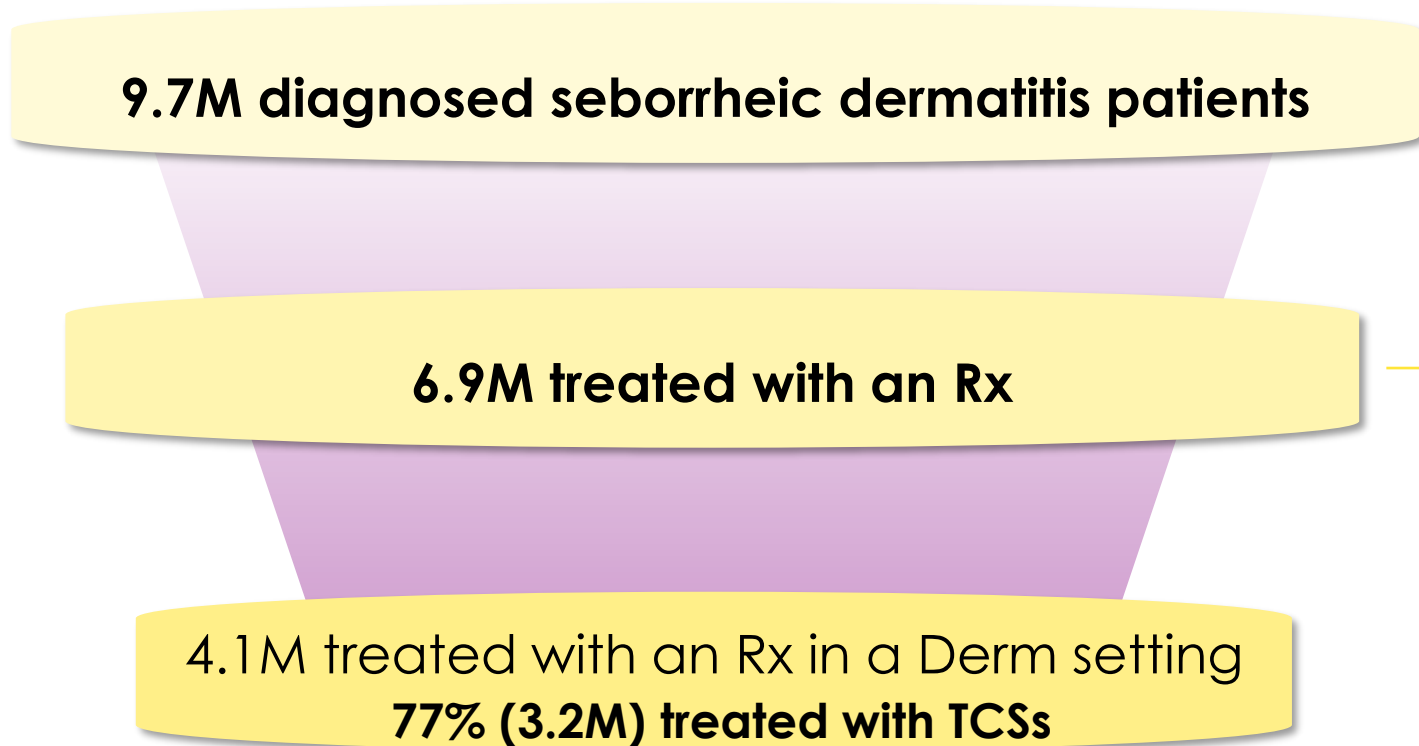 9.7M diagnosed seborrheic dermatitis patients
6.9M treated with an Rx
4.1M treated with an Rx in a Derm setting
77% (3.2M) treated with TCSs